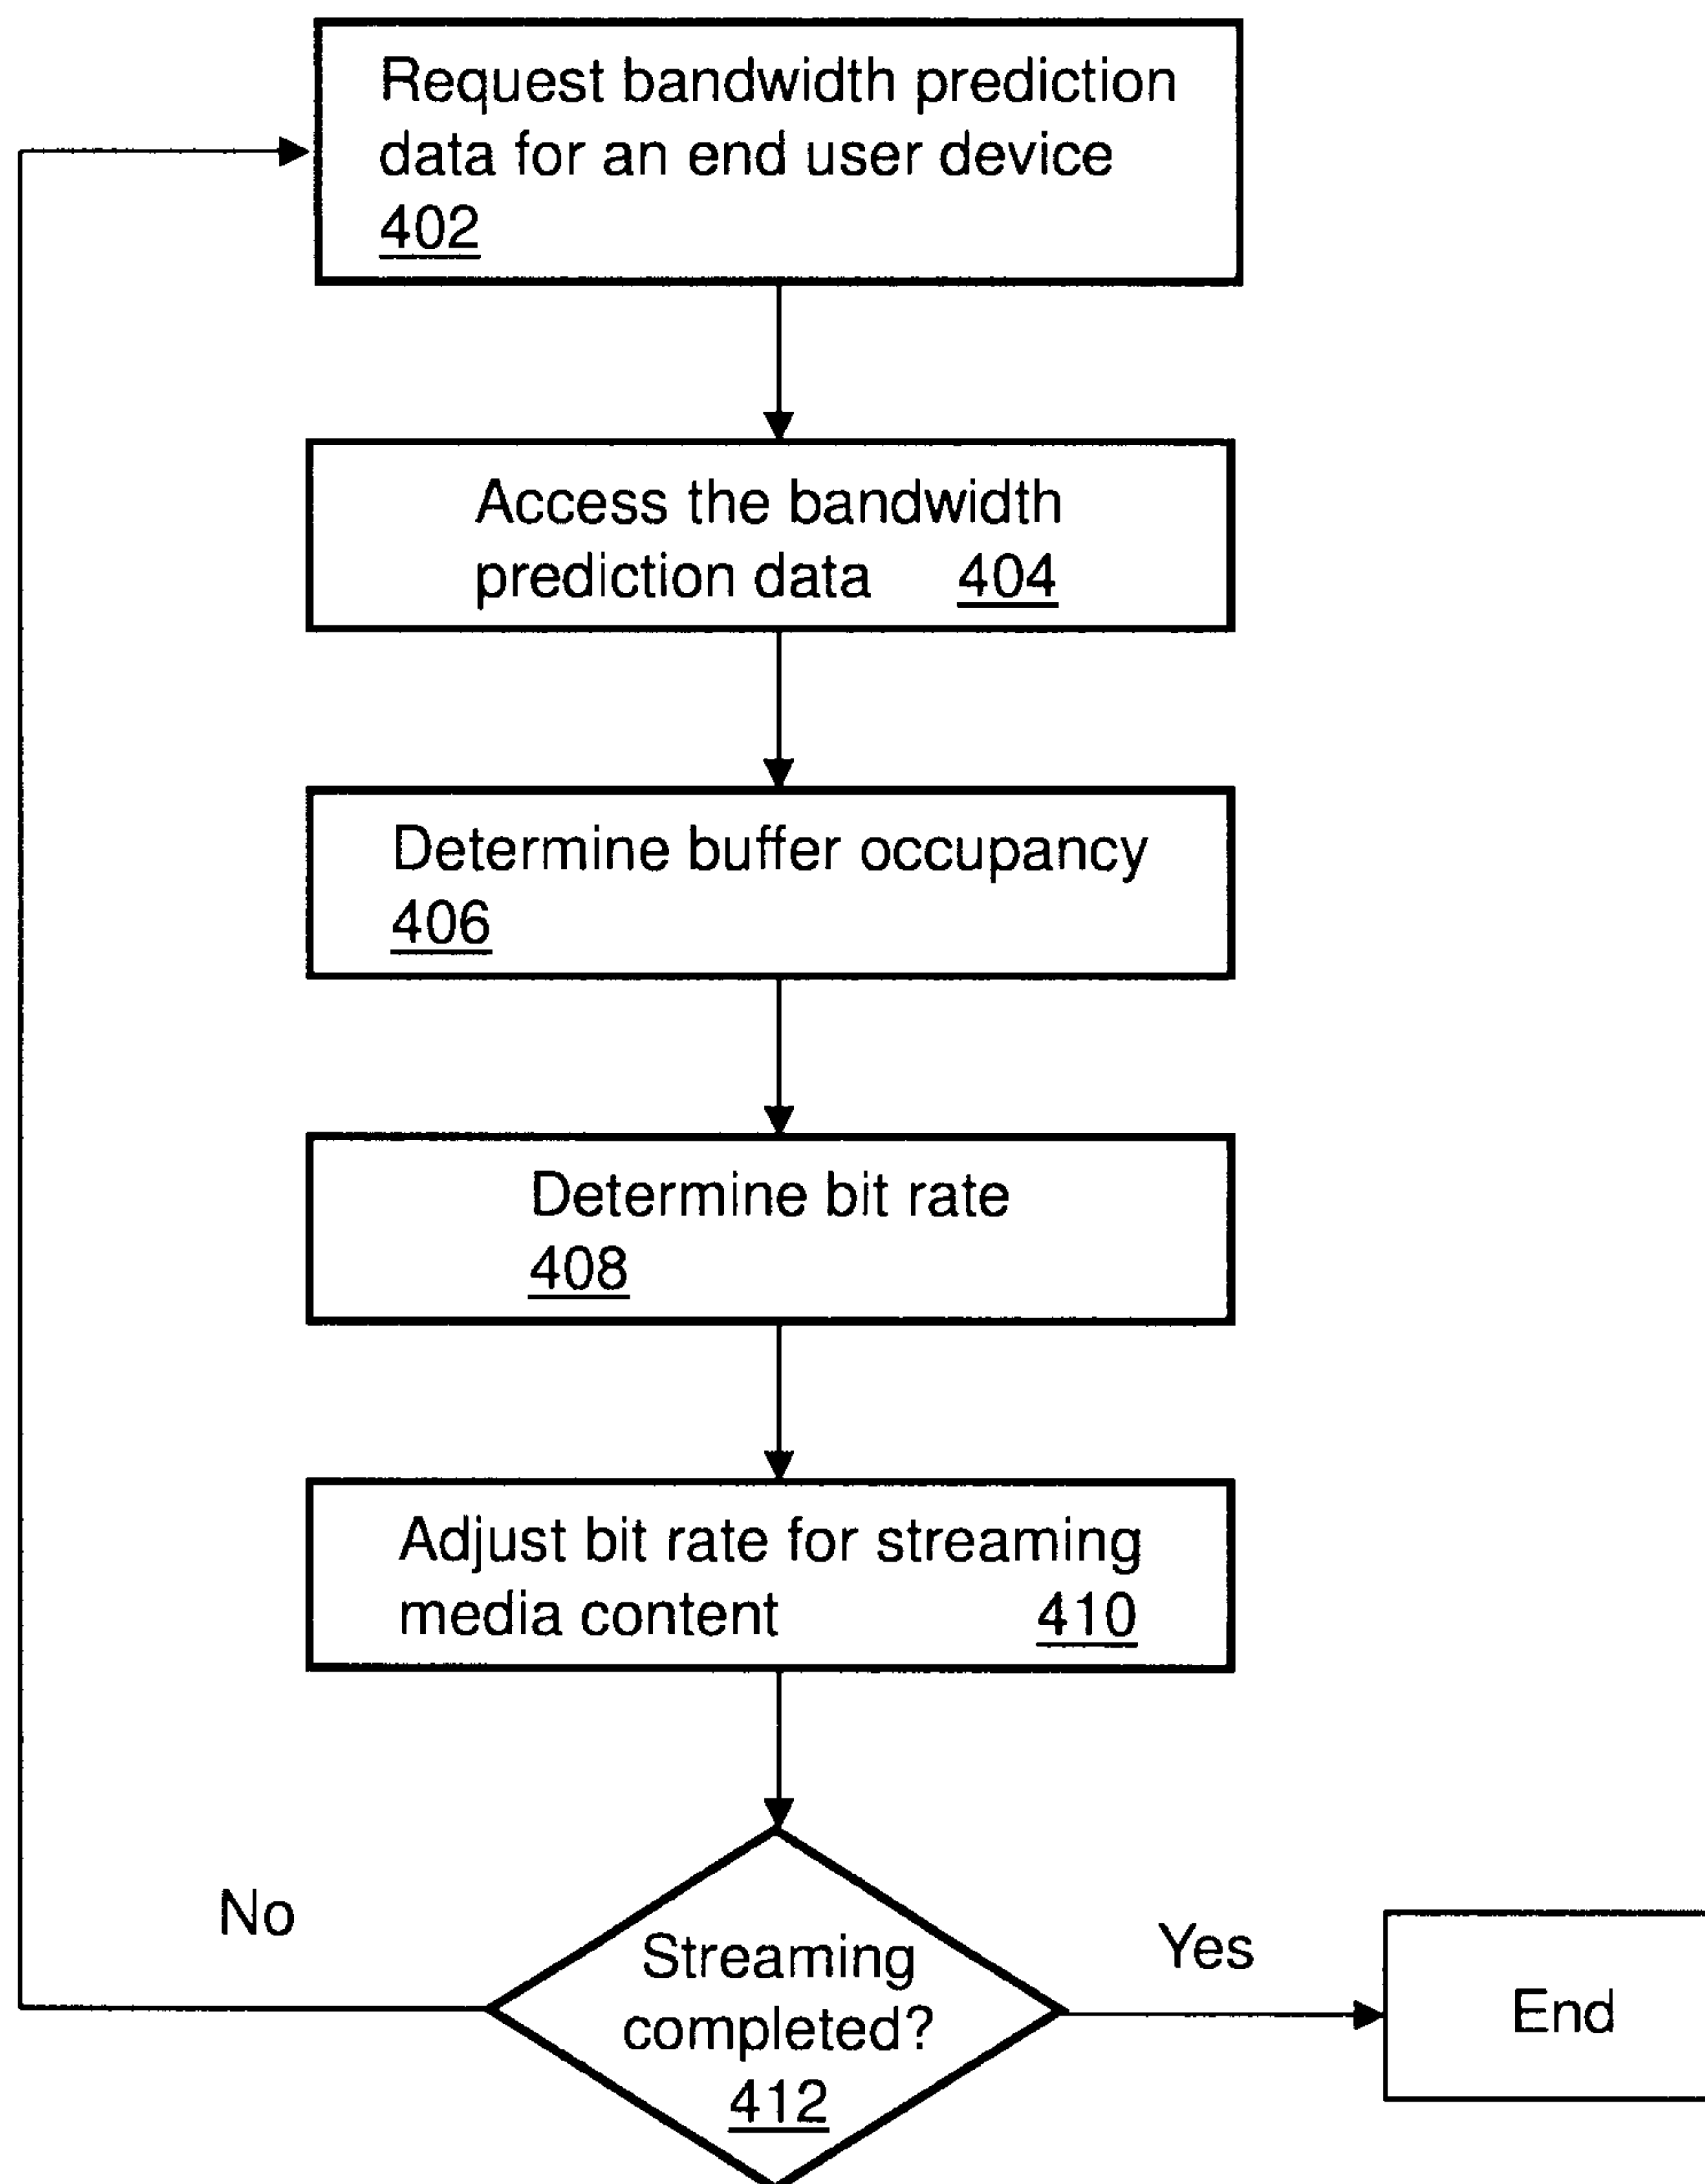 Request bandwidth prediction
data for an end user device
402
Access the bandwidth
prediction data 404
Determine buffer occupancy
406
Determine bit rate
408
Adjust bit rate for streaming
media content 410
No
Streaming
completed?
412
Yes
End